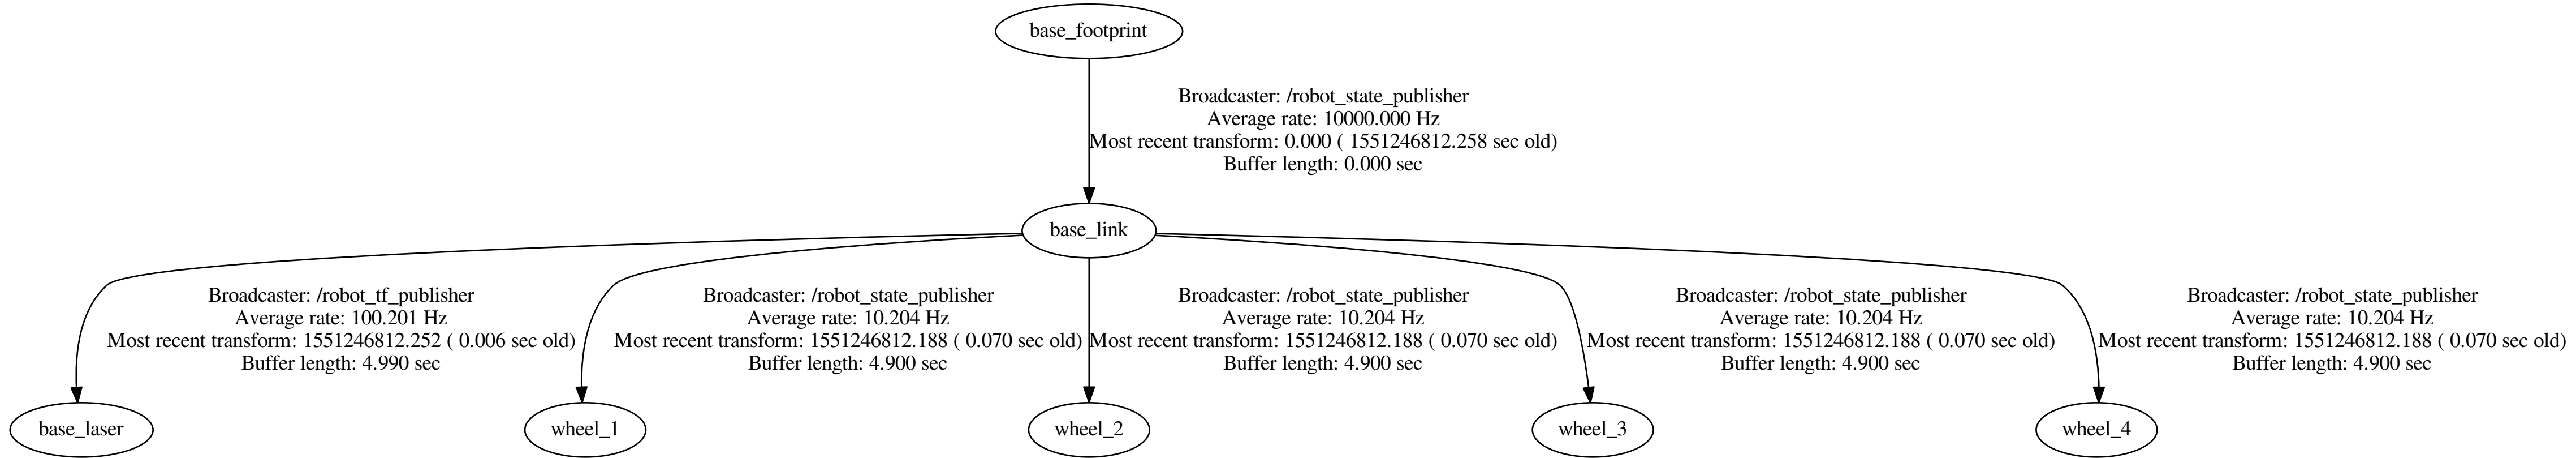 base_footprint
Broadcaster: /robot_state_publisher
Average rate: 10000.000 Hz
Most recent transform: 0.000 ( 1551246812.258 sec old)
Buffer length: 0.000 sec
base_link
Broadcaster: /robot_tf_publisher
Average rate: 100.201 Hz
Most recent transform: 1551246812.252 ( 0.006 sec old)
Buffer length: 4.990 sec
Broadcaster: /robot_state_publisher
Average rate: 10.204 Hz
Most recent transform: 1551246812.188 ( 0.070 sec old)
Buffer length: 4.900 sec
Broadcaster: /robot_state_publisher
Average rate: 10.204 Hz
Most recent transform: 1551246812.188 ( 0.070 sec old)
Buffer length: 4.900 sec
Broadcaster: /robot_state_publisher
Average rate: 10.204 Hz
Most recent transform: 1551246812.188 ( 0.070 sec old)
Buffer length: 4.900 sec
Broadcaster: /robot_state_publisher
Average rate: 10.204 Hz
Most recent transform: 1551246812.188 ( 0.070 sec old)
Buffer length: 4.900 sec
base_laser
wheel_1
wheel_2
wheel_3
wheel_4